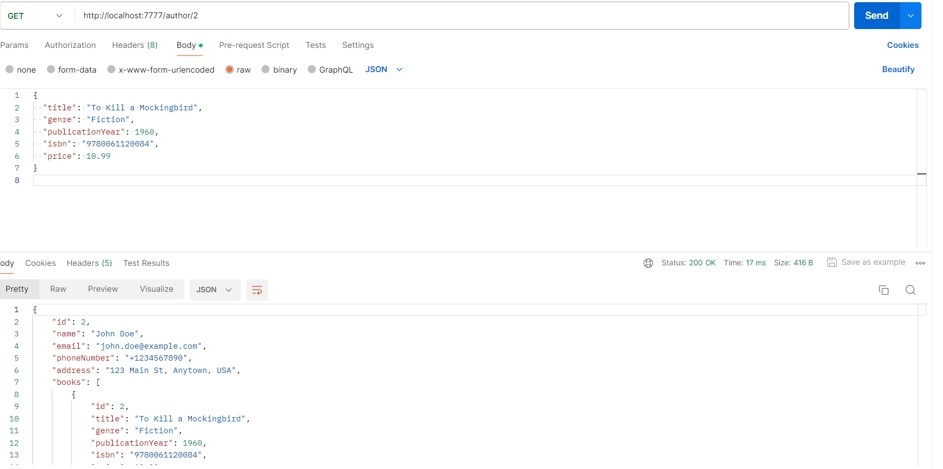 GET http://localhost:7777/author/2 Send
Params Authorization Headers (8) Body Pre-request Script Tests Settings Cookies
none form-data x-www-form-urlencoded raw binary GraphQL JSON Beautify
1 {
2 "title": "To Kill a Mockingbird",
3 "genre": "Fiction",
4 "publicationYear": 1960,
5 "isbn": "9780061120084",
6 "price": 10.99
7 }
8
ody Cookies Headers (5) Test Results Status: 200 OK Time: 17 ms Size: 416 B Save as example
Pretty Raw Preview Visualize JSON
1 {
2 "id": 2,
3 "name": "John Doe",
4 "email": "john.doe@example.com",
5 "phoneNumber": "+1234567890",
6 "address": "123 Main St, Anytown, USA",
7 "books": [
8 {
9 "id": 2,
10 "title": "To Kill a Mockingbird",
11 "genre": "Fiction",
12 "publicationYear": 1960,
13 "isbn": "9780061120084",